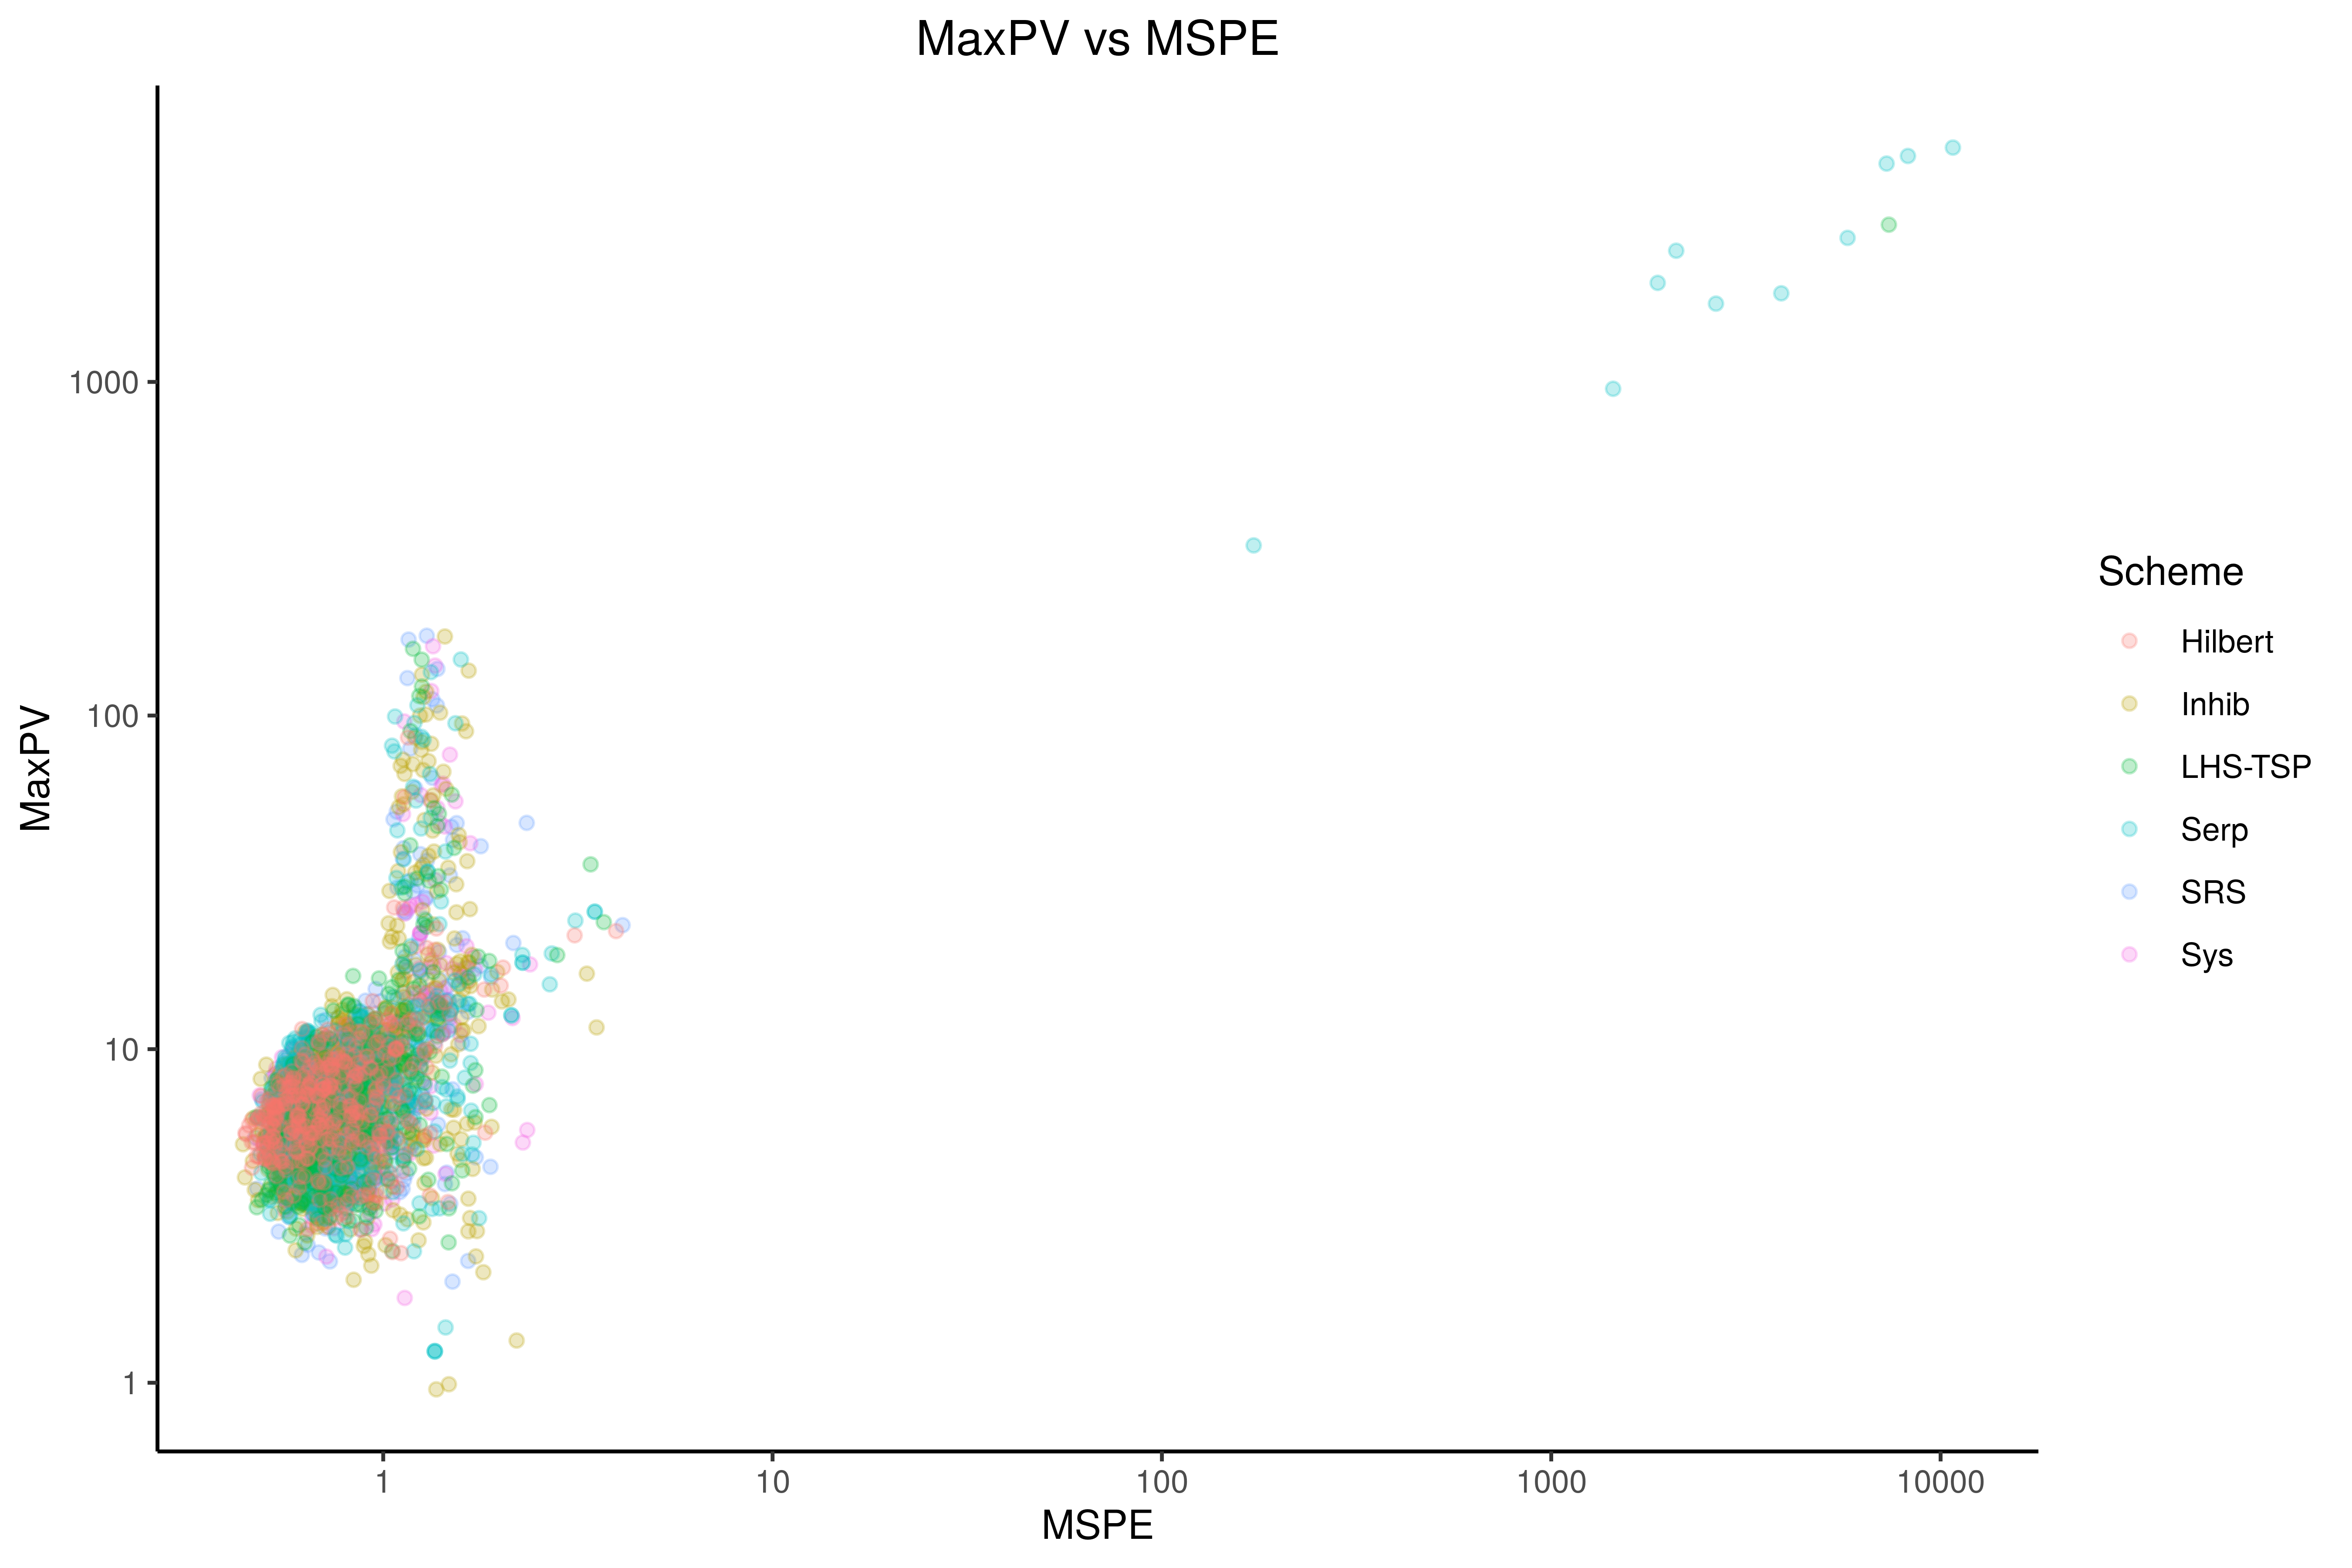 MaxPV vs MSPE
MaxPV
1000
100
10
1
1
10
100
1000
10000
MSPE
Scheme
Hilbert
Inhib
LHS-TSP
Serp
SRS
Sys